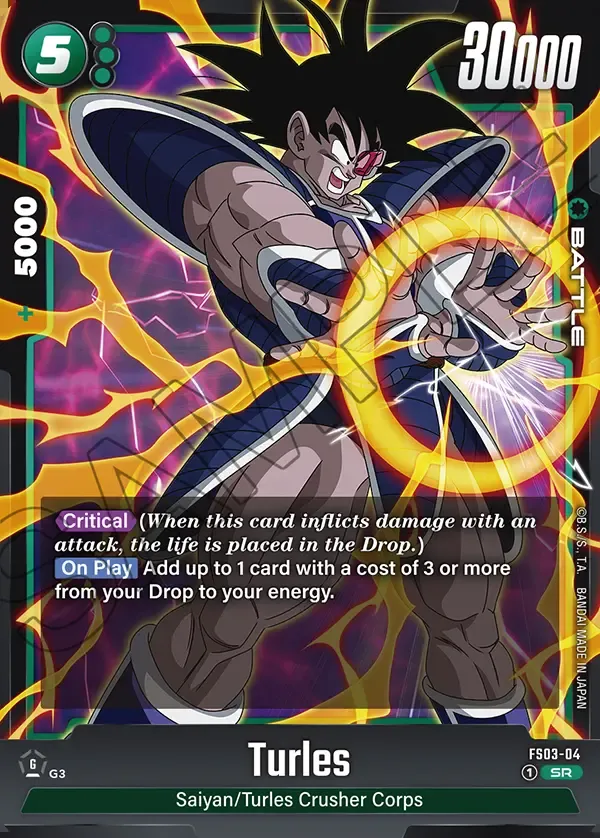 5
30000
+ 5000
BATTLE
SAMPLE
Critical (When this card inflicts damage with an
attack, the life is placed in the Drop.)
On Play Add up to 1 card with a cost of 3 or more
from your Drop to your energy.
©B.S./S., T.A. BANDAI MADE IN JAPAN
G G3
Turles
FS03-04
1 SR
Saiyan/Turles Crusher Corps